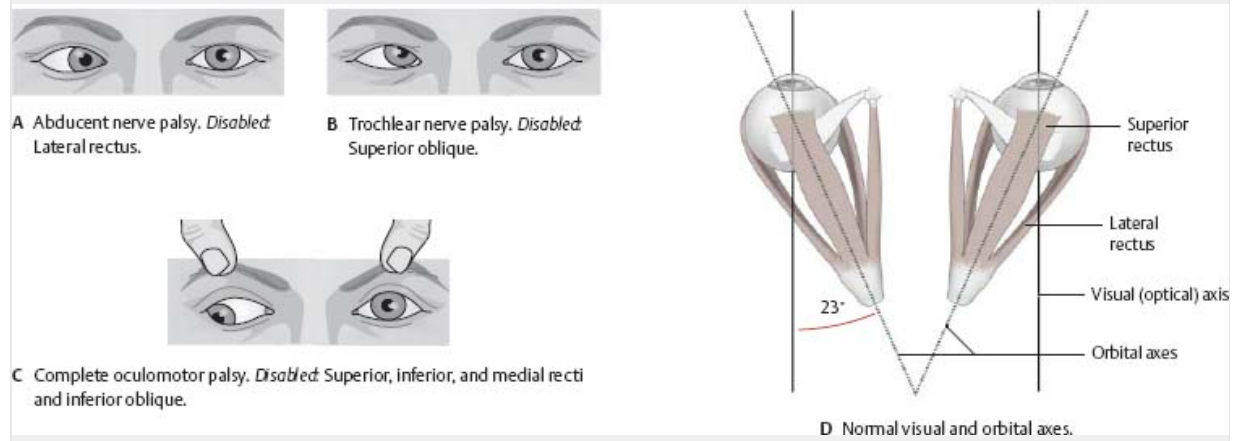 A Abducent nerve palsy. Disabled:
Lateral rectus.
B Trochlear nerve palsy. Disabled:
Superior oblique.
C Complete oculomotor palsy. Disabled: Superior, inferior, and medial recti
and inferior oblique.
Superior
rectus
Lateral
rectus
Visual (optical) axis
Orbital axes
23°
D Normal visual and orbital axes.